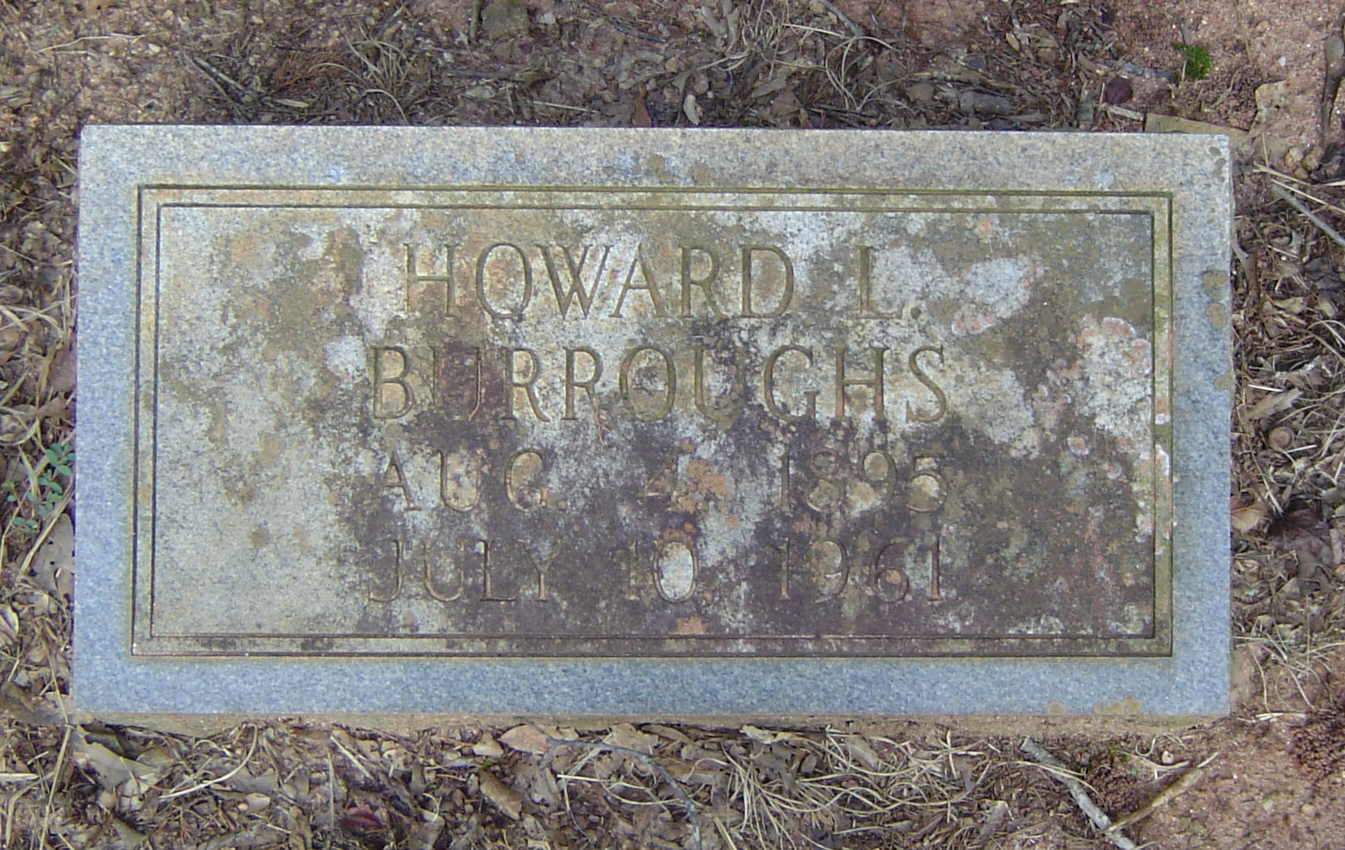 HOWARD L.
BURROUGHS
AUG. 4, 1895
JULY 10, 1961